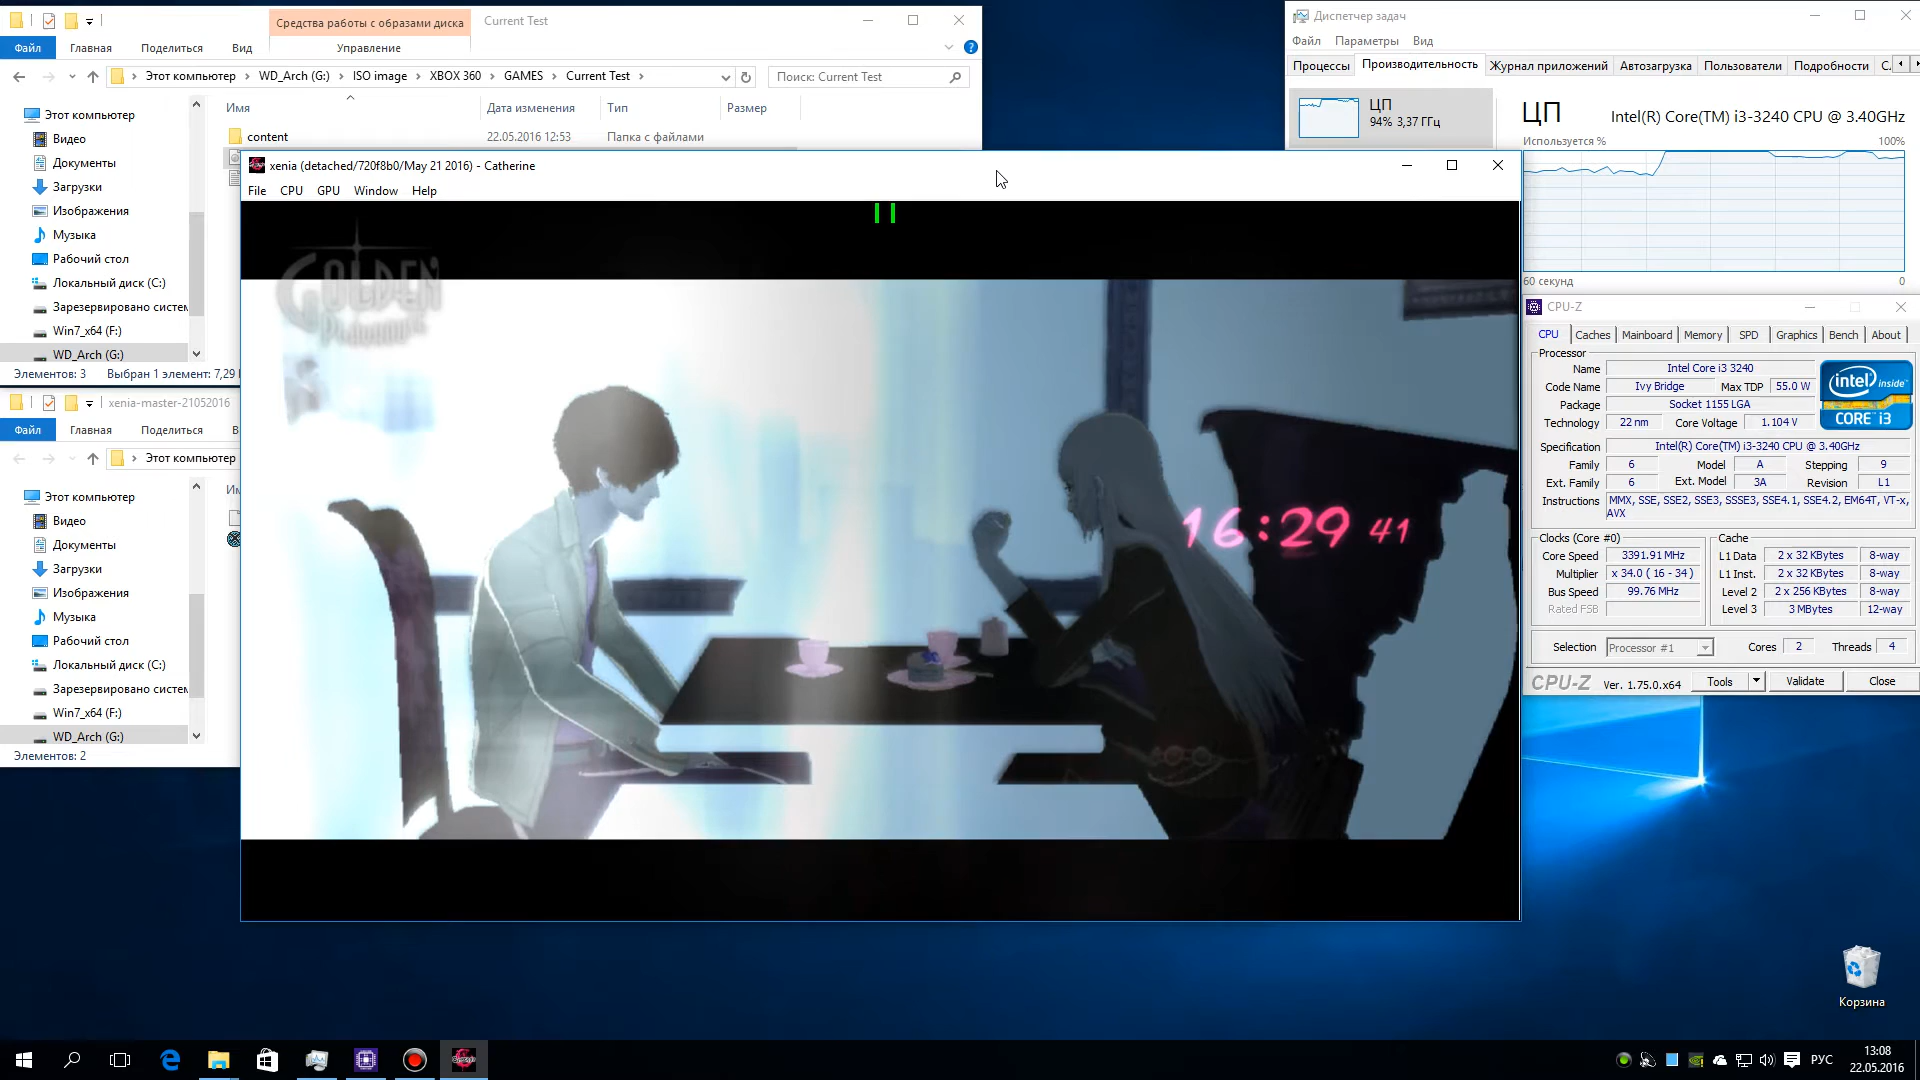 Средства работы с образами диска
Current Test
Файл Главная Поделиться Вид Управление
Этот компьютер WD_Arch (G:) ISO image XBOX 360 GAMES Current Test
Поиск: Current Test
Имя Дата изменения Тип Размер
content 22.05.2016 12:53 Папка с файлами
Этот компьютер
Видео
Документы
Загрузки
Изображения
Музыка
Рабочий стол
Локальный диск (C:)
Зарезервировано систем
Win7_x64 (F:)
WD_Arch (G:)
Элементов: 3 Выбран 1 элемент: 7,29
xenia-master-21052016
Файл Главная Поделиться В
Этот компьютер
Этот компьютер
Видео
Документы
Загрузки
Изображения
Музыка
Рабочий стол
Локальный диск (C:)
Зарезервировано систем
Win7_x64 (F:)
WD_Arch (G:)
Элементов: 2
xenia (detached/720f8b0/May 21 2016) - Catherine
File CPU GPU Window Help
GOLDEN
Playhouse
16:29 41
Диспетчер задач
Файл Параметры Вид
Процессы Производительность Журнал приложений Автозагрузка Пользователи Подробности С
ЦП
94% 3,37 ГГц
ЦП Intel(R) Core(TM) i3-3240 CPU @ 3.40GHz
Используется % 100%
60 секунд 0
CPU-Z
CPU Caches Mainboard Memory SPD Graphics Bench About
Processor
Name Intel Core i3 3240
Code Name Ivy Bridge Max TDP 55.0 W
Package Socket 1155 LGA
Technology 22 nm Core Voltage 1.104 V
intel inside™
CORE i3
Specification Intel(R) Core(TM) i3-3240 CPU @ 3.40GHz
Family 6 Model A Stepping 9
Ext. Family 6 Ext. Model 3A Revision L1
Instructions MMX, SSE, SSE2, SSE3, SSSE3, SSE4.1, SSE4.2, EM64T, VT-x,
AVX
Clocks (Core #0)
Core Speed 3391.91 MHz
Multiplier x 34.0 ( 16 - 34 )
Bus Speed 99.76 MHz
Rated FSB
Cache
L1 Data 2 x 32 KBytes 8-way
L1 Inst. 2 x 32 KBytes 8-way
Level 2 2 x 256 KBytes 8-way
Level 3 3 MBytes 12-way
Selection Processor #1 Cores 2 Threads 4
CPU-Z Ver. 1.75.0.x64 Tools Validate Close
Корзина
РУС
13:08
22.05.2016